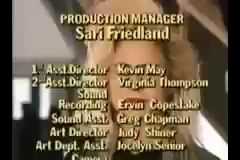 PRODUCTION MANAGER
Sari Friedland
1st Asst. Director Kevin May
2nd Asst. Director Virginia Thompson
Sound
Recording Ervin Copestake
Sound Asst. Greg Chapman
Art Director Judy Shiner
Art Dept. Asst. Jocelyn Senior